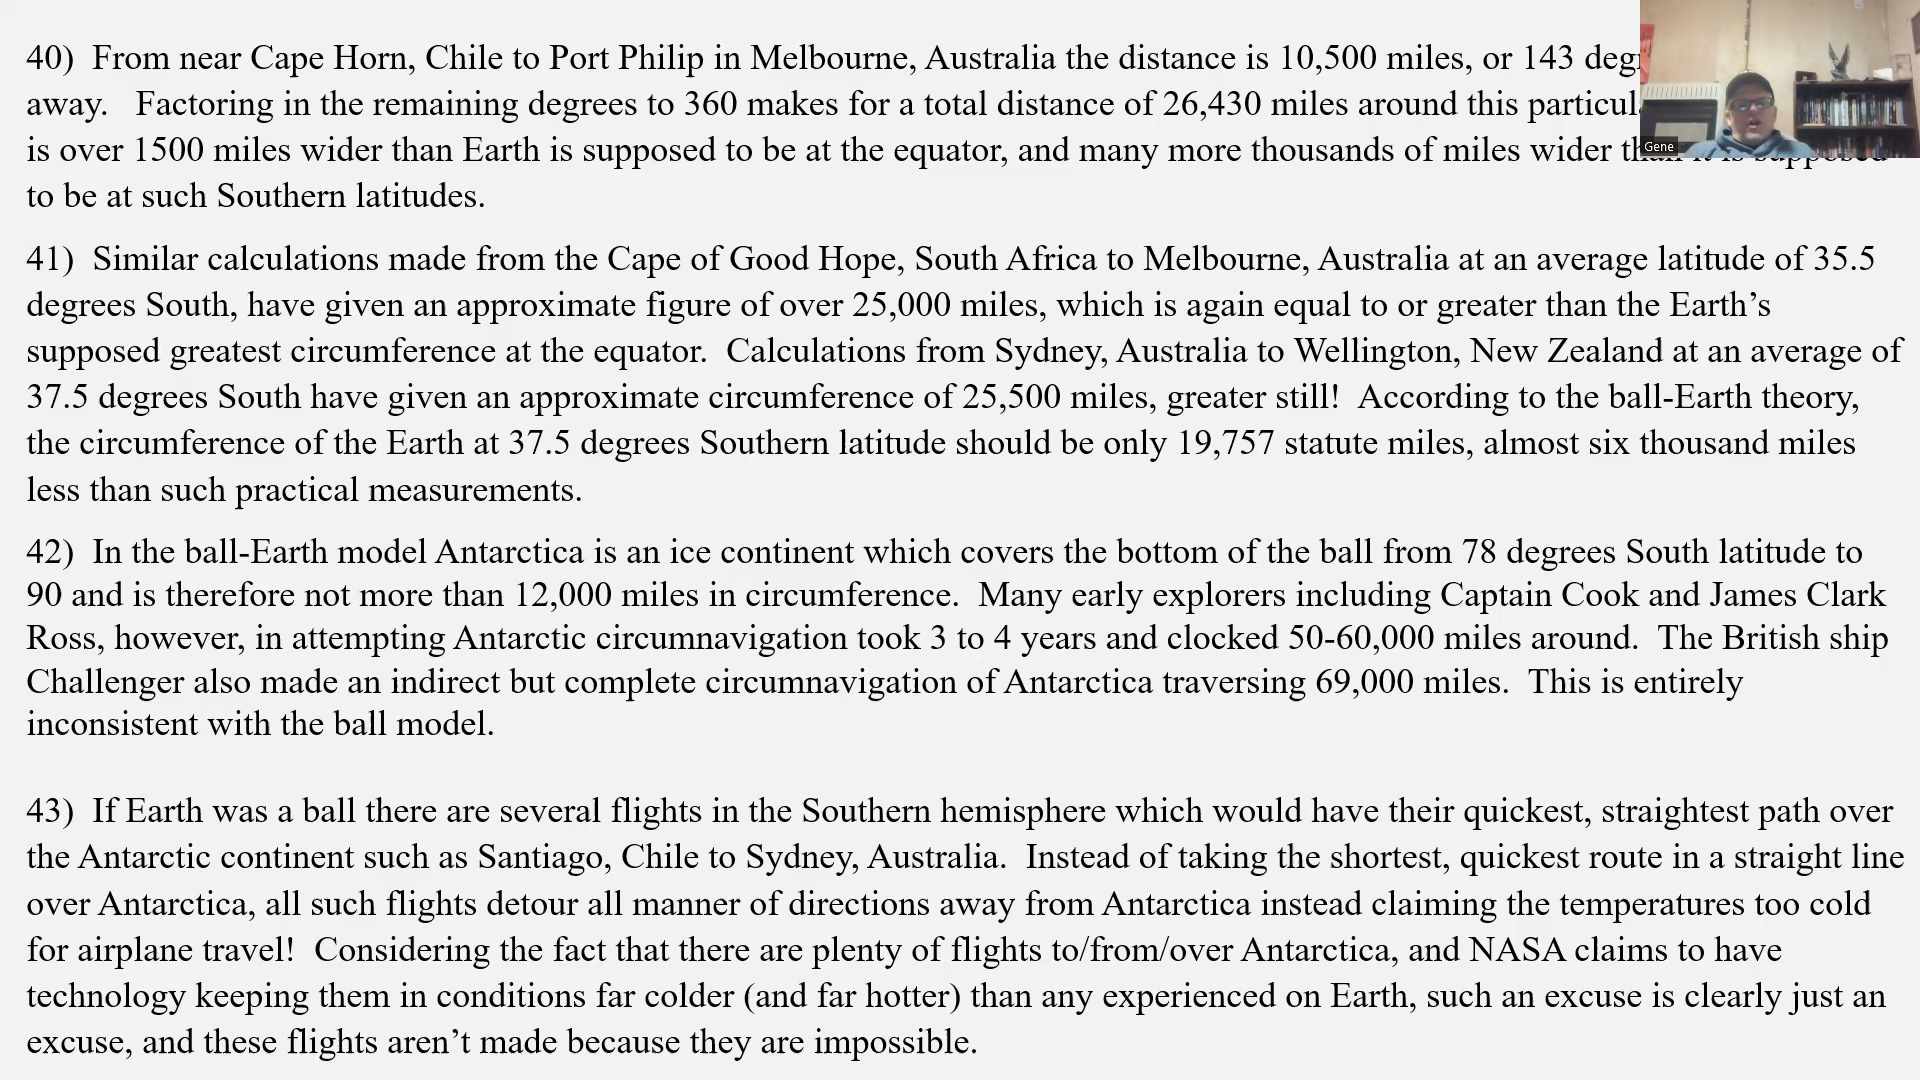 40) From near Cape Horn, Chile to Port Philip in Melbourne, Australia the distance is 10,500 miles, or 143
away. Factoring in the remaining degrees to 360 makes for a total distance of 26,430 miles around this
is over 1500 miles wider than Earth is supposed to be at the equator, and many more thousands of miles wider than it is supposed
to be at such Southern latitudes.
41) Similar calculations made from the Cape of Good Hope, South Africa to Melbourne, Australia at an average latitude of 35.5
degrees South, have given an approximate figure of over 25,000 miles, which is again equal to or greater than the Earth’s
supposed greatest circumference at the equator. Calculations from Sydney, Australia to Wellington, New Zealand at an average of
37.5 degrees South have given an approximate circumference of 25,500 miles, greater still! According to the ball-Earth theory,
the circumference of the Earth at 37.5 degrees Southern latitude should be only 19,757 statute miles, almost six thousand miles
less than such practical measurements.
42) In the ball-Earth model Antarctica is an ice continent which covers the bottom of the ball from 78 degrees South latitude to
90 and is therefore not more than 12,000 miles in circumference. Many early explorers including Captain Cook and James Clark
Ross, however, in attempting Antarctic circumnavigation took 3 to 4 years and clocked 50-60,000 miles around. The British ship
Challenger also made an indirect but complete circumnavigation of Antarctica traversing 69,000 miles. This is entirely
inconsistent with the ball model.
43) If Earth was a ball there are several flights in the Southern hemisphere which would have their quickest, straightest path over
the Antarctic continent such as Santiago, Chile to Sydney, Australia. Instead of taking the shortest, quickest route in a straight line
over Antarctica, all such flights detour all manner of directions away from Antarctica instead claiming the temperatures too cold
for airplane travel! Considering the fact that there are plenty of flights to/from/over Antarctica, and NASA claims to have
technology keeping them in conditions far colder (and far hotter) than any experienced on Earth, such an excuse is clearly just an
excuse, and these flights aren’t made because they are impossible.
Gene